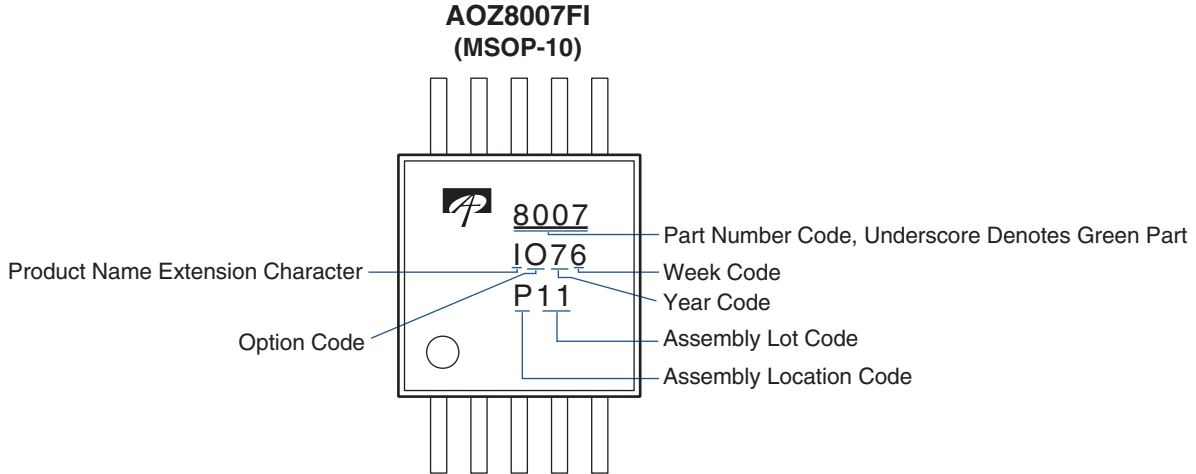 AOZ8007FI
(MSOP-10)
8007
Part Number Code, Underscore Denotes Green Part
IO76
Product Name Extension Character
Week Code
Year Code
P11
Option Code
Assembly Lot Code
Assembly Location Code